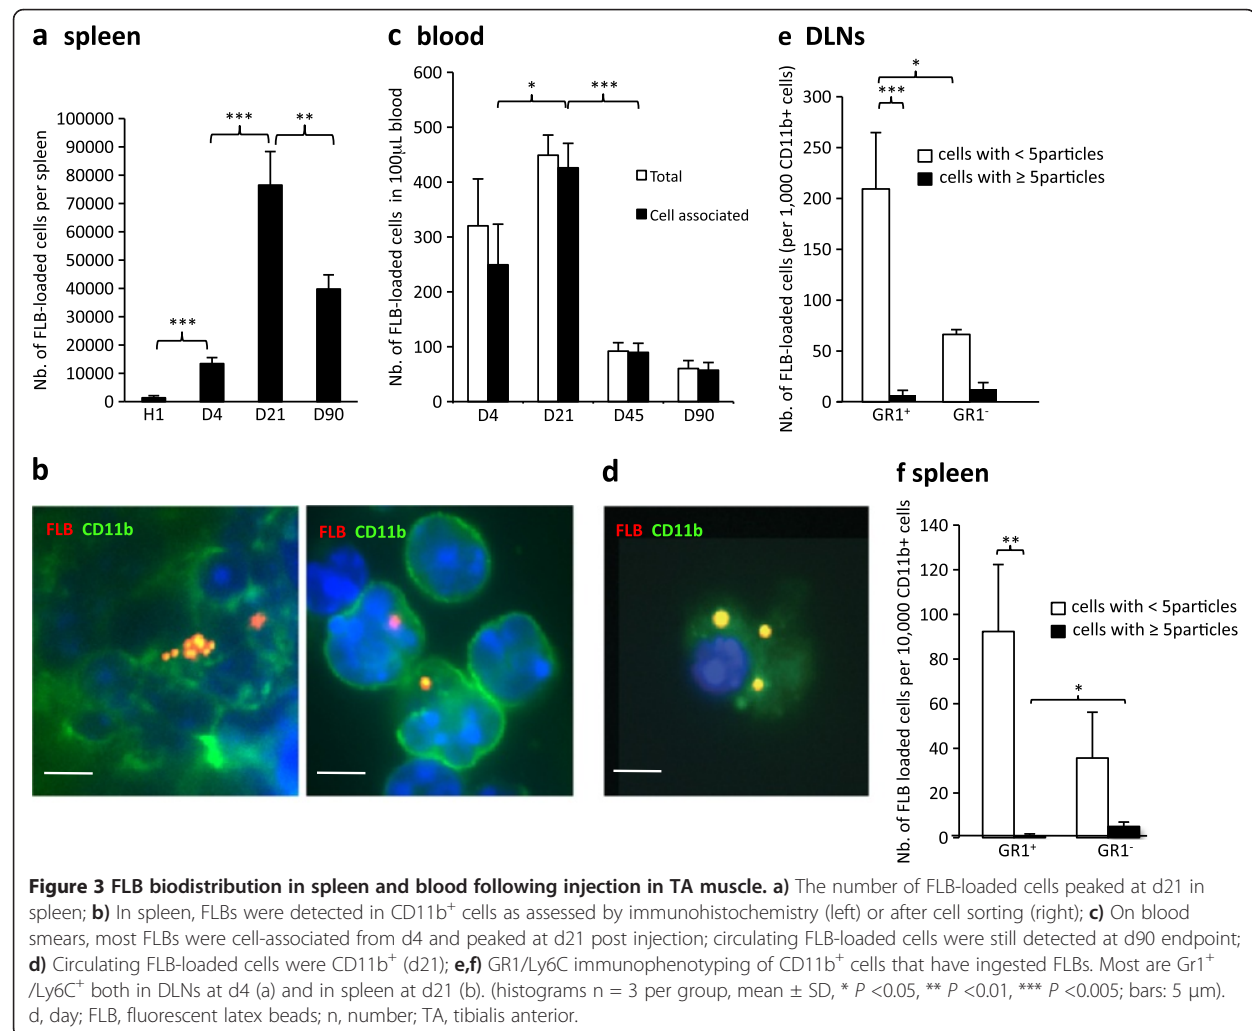 a spleen
Nb. of FLB-loaded cells per spleen
100000
90000
80000
70000
60000
50000
40000
30000
20000
10000
0
***
***
**
H1 D4 D21 D90
c blood
Nb. of FLB-loaded cells in 100μL blood
600
500
400
300
200
100
0
*
***
Total
Cell associated
D4 D21 D45 D90
e DLNs
Nb. of FLB-loaded cells (per 1,000 CD11b+ cells)
300
250
200
150
100
50
0
*
***
cells with < 5particles
cells with ≥ 5particles
GR1+ GR1-
b
FLB CD11b
FLB CD11b
d
FLB CD11b
f spleen
Nb. of FLB loaded cells per 10,000 CD11b+ cells
140
120
100
80
60
40
20
0
**
*
cells with < 5particles
cells with ≥ 5particles
GR1+ GR1-
Figure 3 FLB biodistribution in spleen and blood following injection in TA muscle. a) The number of FLB-loaded cells peaked at d21 in
spleen; b) In spleen, FLBs were detected in CD11b+ cells as assessed by immunohistochemistry (left) or after cell sorting (right); c) On blood
smears, most FLBs were cell-associated from d4 and peaked at d21 post injection; circulating FLB-loaded cells were still detected at d90 endpoint;
d) Circulating FLB-loaded cells were CD11b+ (d21); e,f) GR1/Ly6C immunophenotyping of CD11b+ cells that have ingested FLBs. Most are Gr1+
/Ly6C+ both in DLNs at d4 (a) and in spleen at d21 (b). (histograms n = 3 per group, mean ± SD, * P <0.05, ** P <0.01, *** P <0.005; bars: 5 μm).
d, day; FLB, fluorescent latex beads; n, number; TA, tibialis anterior.